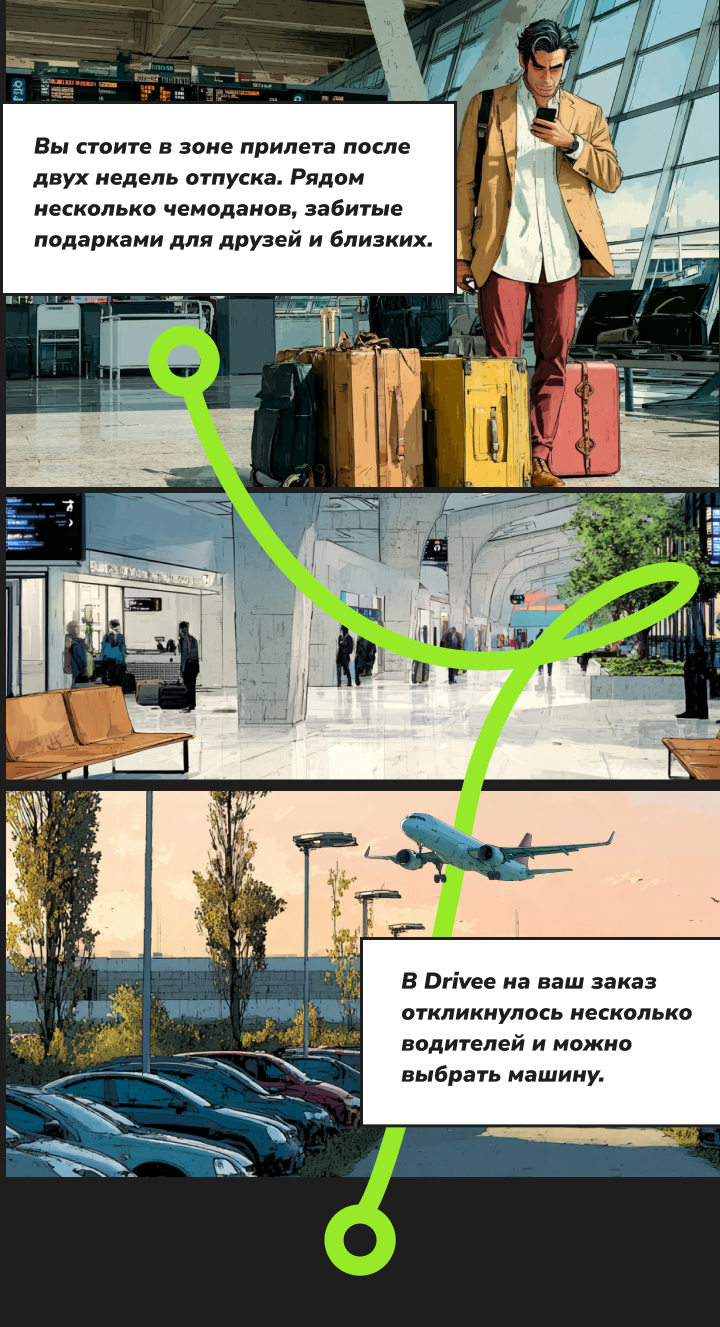 Вы стоите в зоне прилета после
двух недель отпуска. Рядом
несколько чемоданов, забитые
подарками для друзей и близких.
В Drivee на ваш заказ
откликнулось несколько
водителей и можно
выбрать машину.